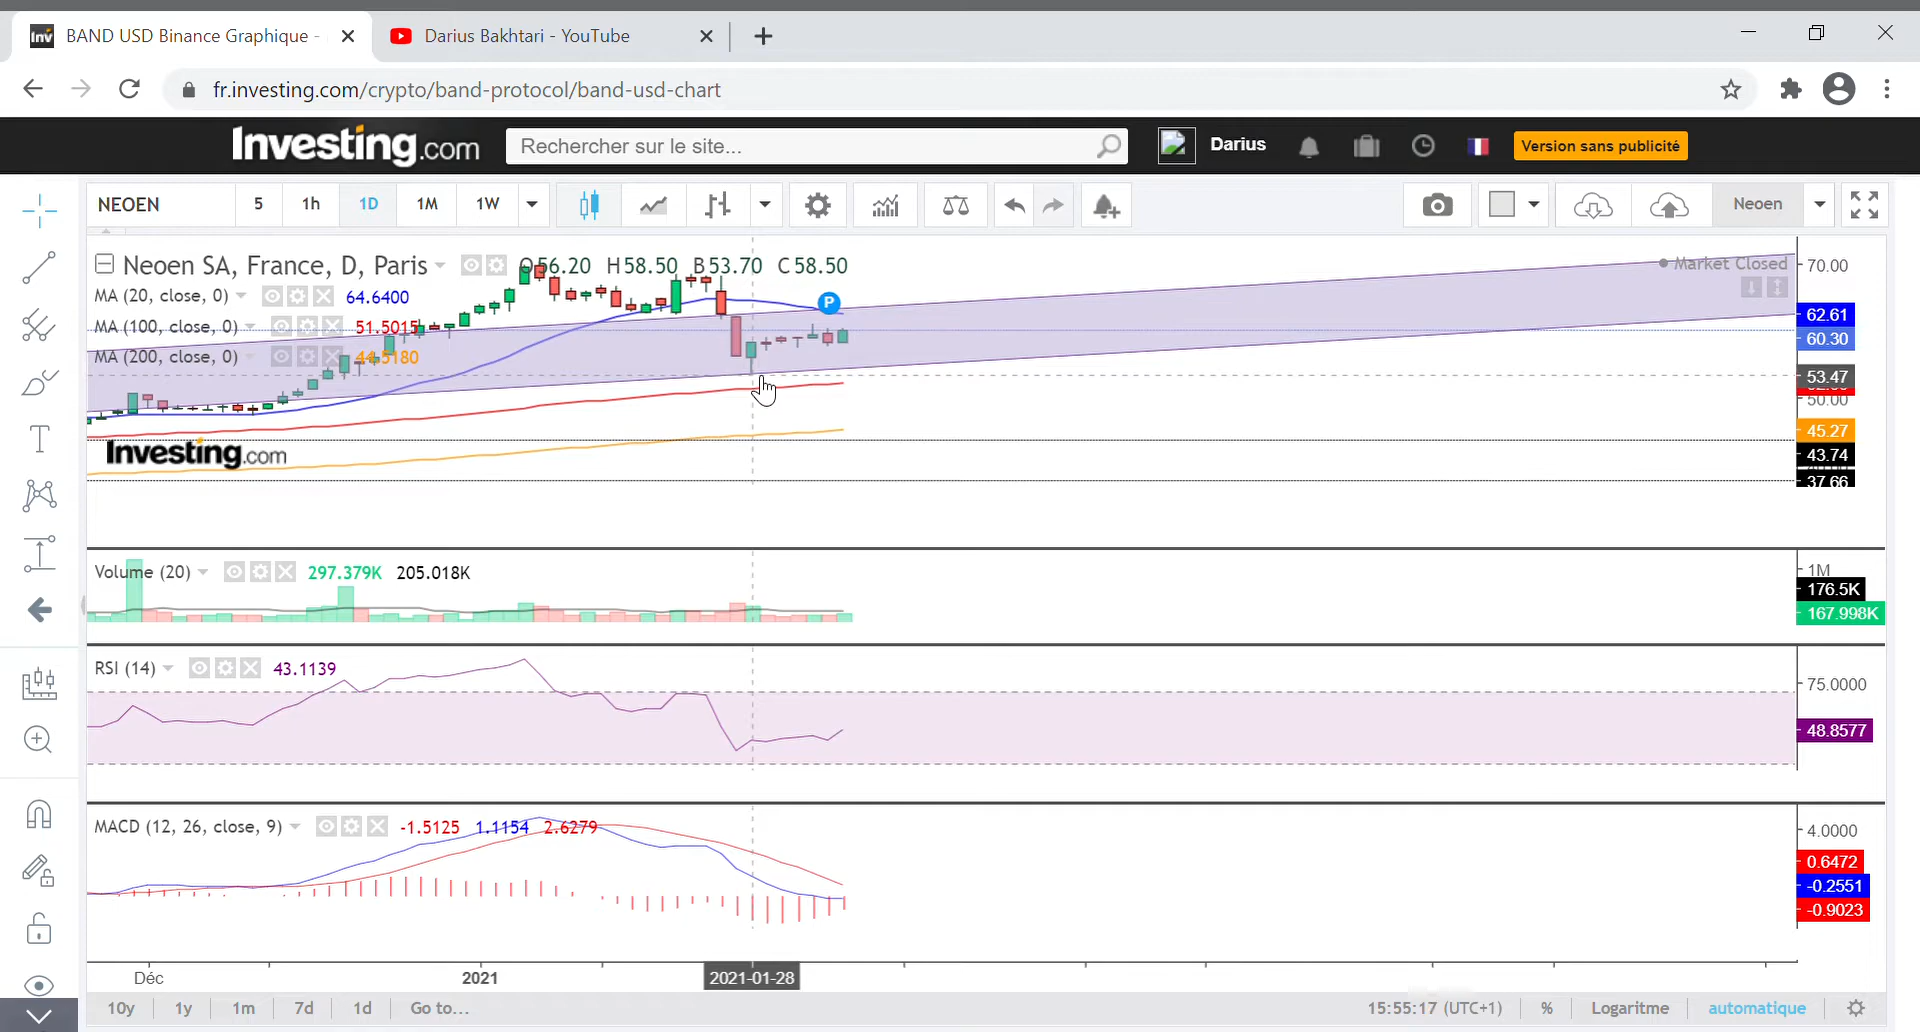 BAND USD Binance Graphique -
Darius Bakhtari - YouTube
fr.investing.com/crypto/band-protocol/band-usd-chart
Investing.com
Rechercher sur le site...
Darius
Version sans publicité
NEOEN 5 1h 1D 1M 1W
Neoen
Neoen SA, France, D, Paris O56.20 H58.50 B53.70 C58.50
Market Closed
MA (20, close, 0) 64.6400
MA (100, close, 0) 51.5015
MA (200, close, 0) 44.5180
70.00
62.61
60.30
53.47
50.00
45.27
43.74
37.66
Investing.com
Volume (20) 297.379K 205.018K
1M
176.5K
167.998K
RSI (14) 43.1139
75.0000
48.8577
MACD (12, 26, close, 9) -1.5125 1.1154 2.6279
4.0000
0.6472
-0.2551
-0.9023
Déc 2021 2021-01-28
10y 1y 1m 7d 1d Go to... 15:55:17 (UTC+1) % Logaritme automatique
P